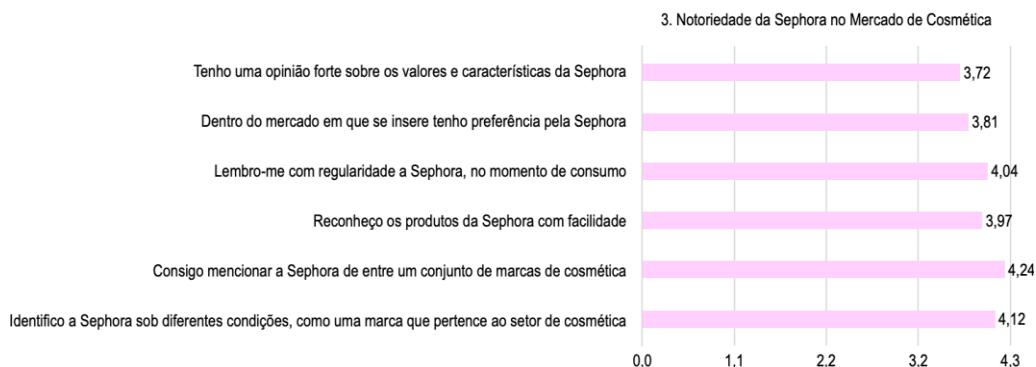 3. Notoriedade da Sephora no Mercado de Cosmética
Tenho uma opinião forte sobre os valores e características da Sephora
3,72
Dentro do mercado em que se insere tenho preferência pela Sephora
3,81
Lembro-me com regularidade a Sephora, no momento de consumo
4,04
Reconheço os produtos da Sephora com facilidade
3,97
Consigo mencionar a Sephora de entre um conjunto de marcas de cosmética
4,24
Identifico a Sephora sob diferentes condições, como uma marca que pertence ao setor de cosmética
4,12
0,0 1,1 2,2 3,2 4,3